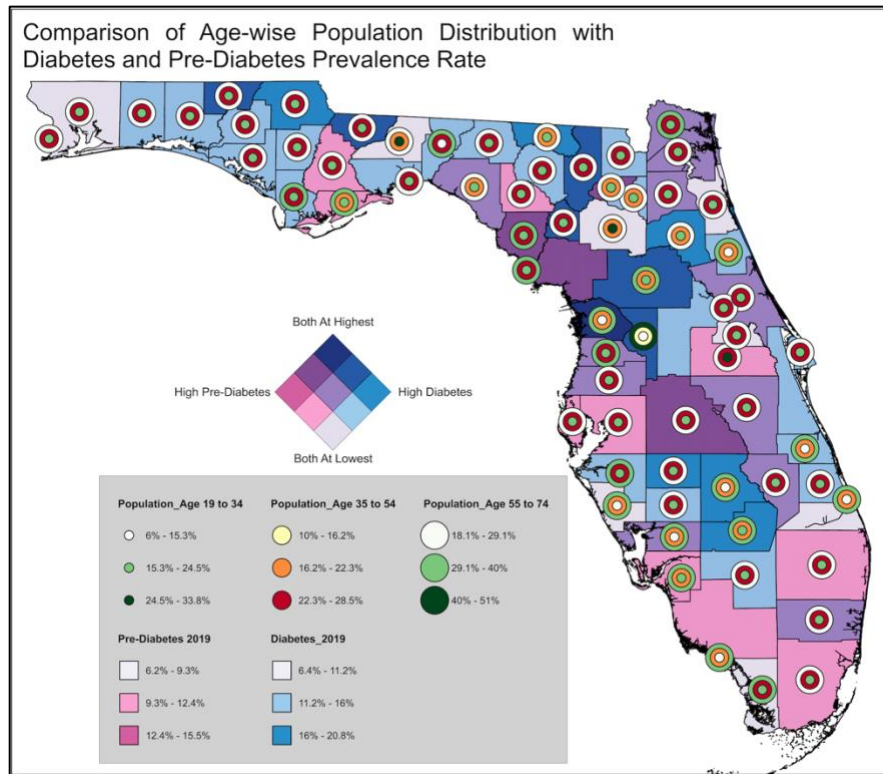 Comparison of Age-wise Population Distribution with
Diabetes and Pre-Diabetes Prevalence Rate
Both At Highest
High Pre-Diabetes
High Diabetes
Both At Lowest
Population_Age 19 to 34
6% - 15.3%
15.3% - 24.5%
24.5% - 33.8%
Population_Age 35 to 54
10% - 16.2%
16.2% - 22.3%
22.3% - 28.5%
Population_Age 55 to 74
18.1% - 29.1%
29.1% - 40%
40% - 51%
Pre-Diabetes 2019
6.2% - 9.3%
9.3% - 12.4%
12.4% - 15.5%
Diabetes_2019
6.4% - 11.2%
11.2% - 16%
16% - 20.8%